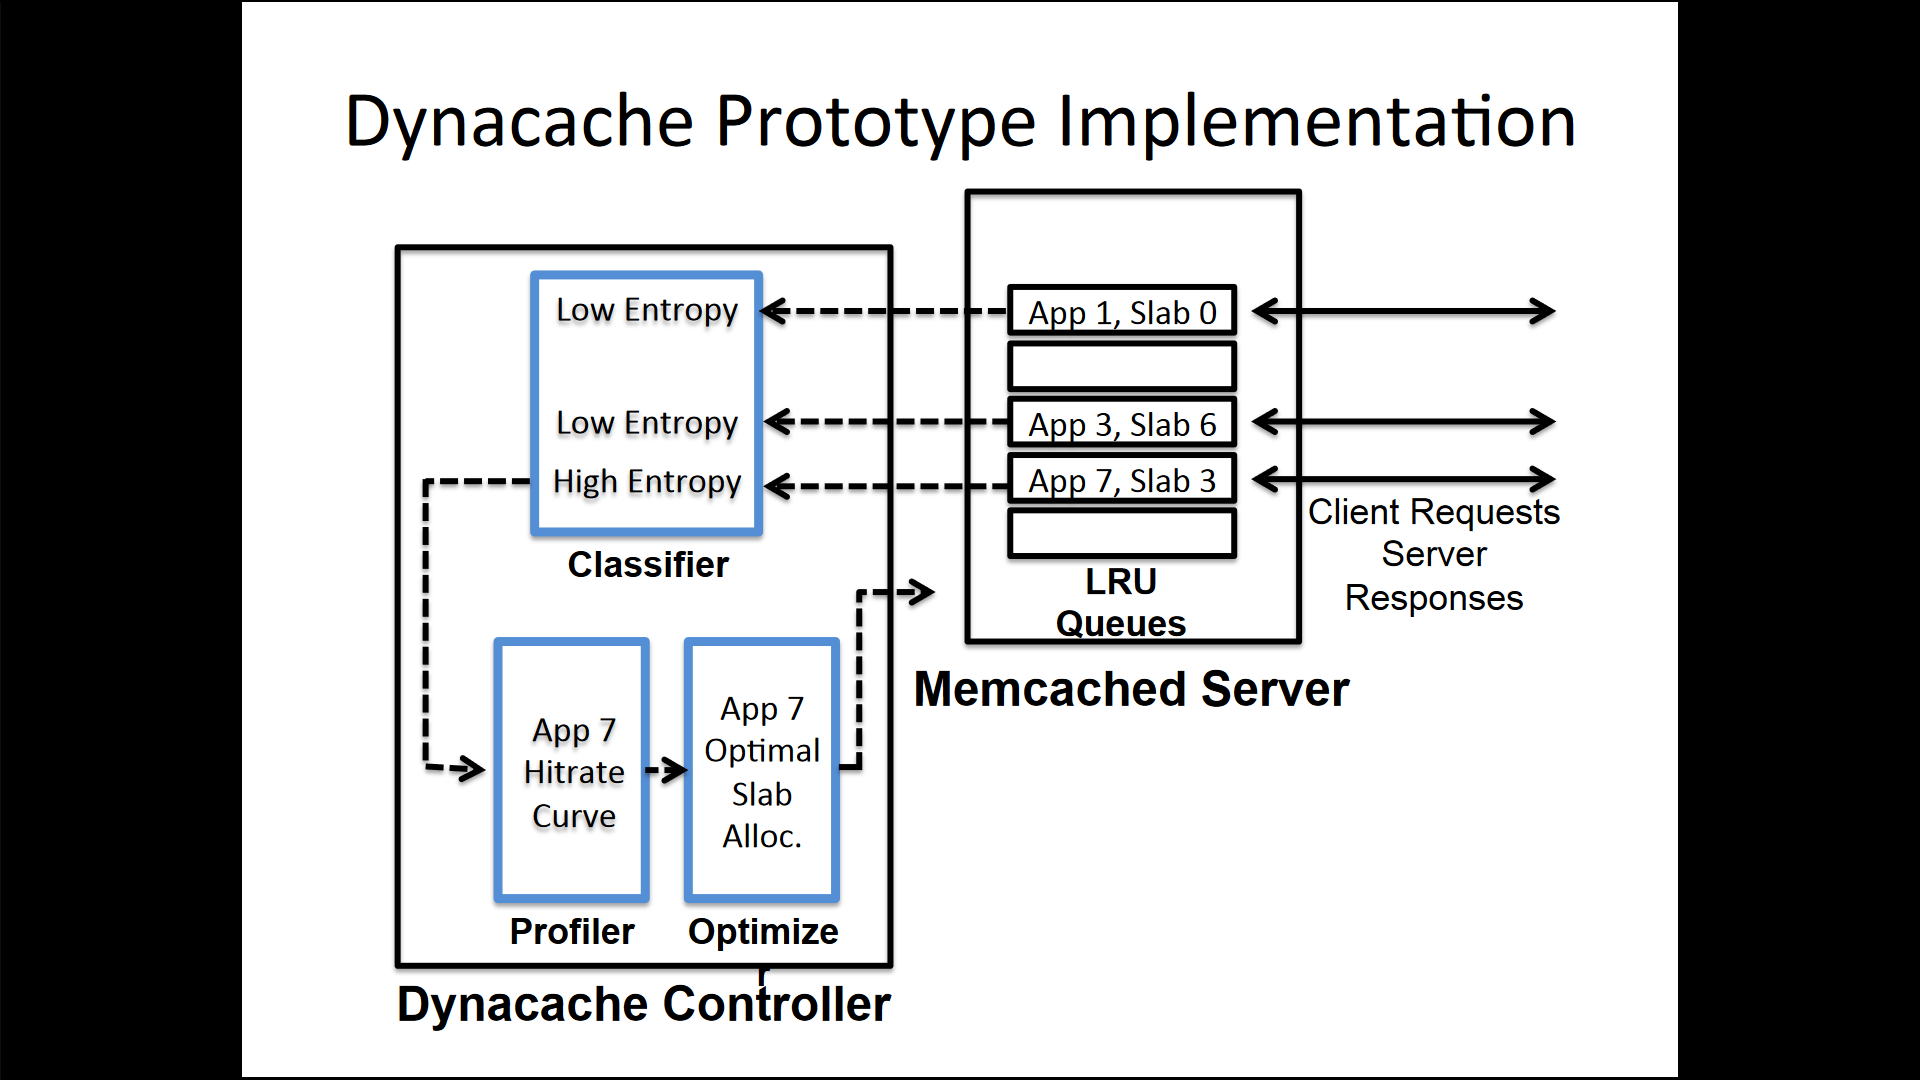 Dynacache Prototype Implementation
Low Entropy
Low Entropy
High Entropy
Classifier
App 1, Slab 0
App 3, Slab 6
App 7, Slab 3
LRU
Queues
Memcached Server
Client Requests
Server
Responses
App 7
Hitrate
Curve
Profiler
App 7
Optimal
Slab
Alloc.
Optimize
r
Dynacache Controller